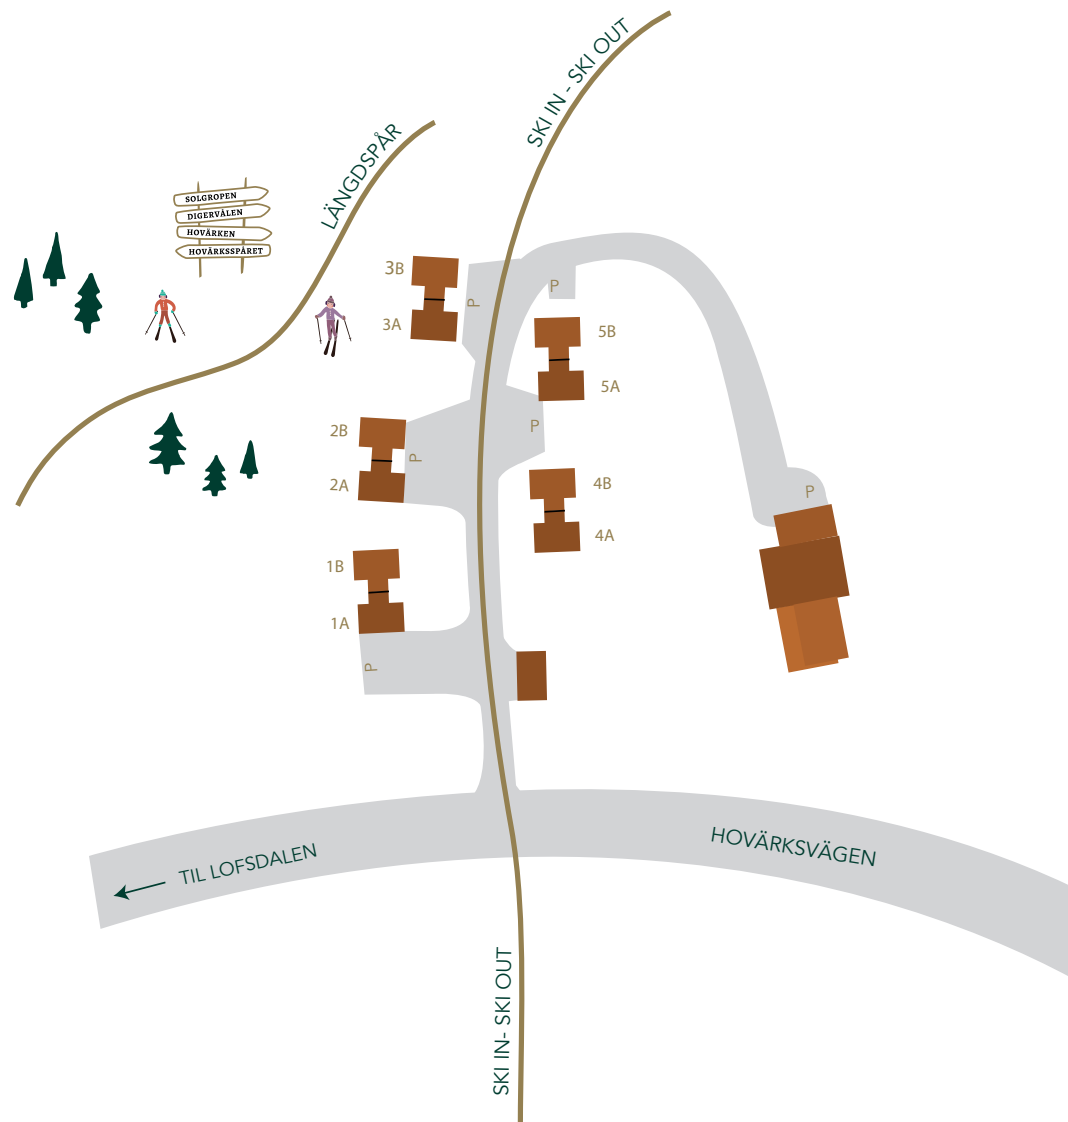 SKI IN - SKI OUT
LÄNGDSPÅR
SOLGROPEN
DIGERVÅLEN
HOVÄRKEN
HOVÄRKSSPÅRET
3B
P
P
3A
5B
5A
2B
P
P
2A
4B
P
4A
1B
1A
P
HOVÄRKSVÄGEN
TIL LOFSDALEN
SKI IN- SKI OUT